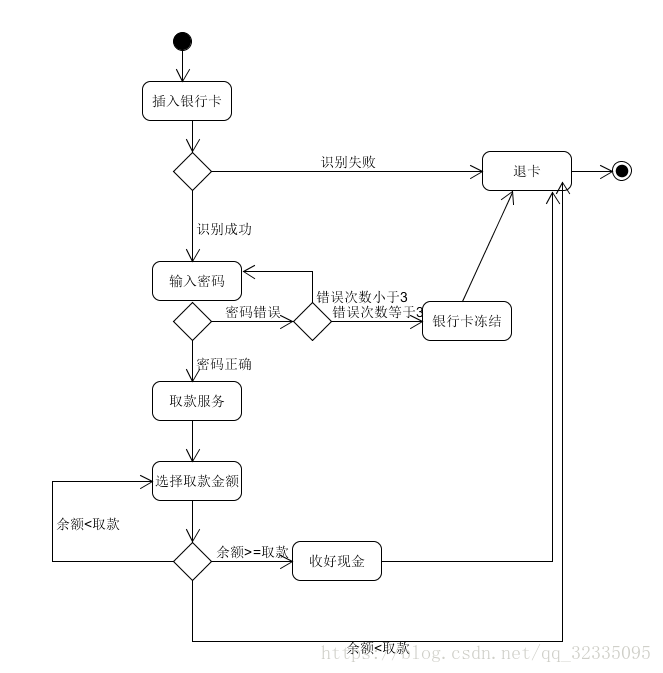 插入银行卡
识别失败
退卡
识别成功
输入密码
错误次数小于3
密码错误
错误次数等于3
银行卡冻结
密码正确
取款服务
选择取款金额
余额<取款
余额>=取款
收好现金
余额<取款
https://blog.csdn.net/qq_32335095